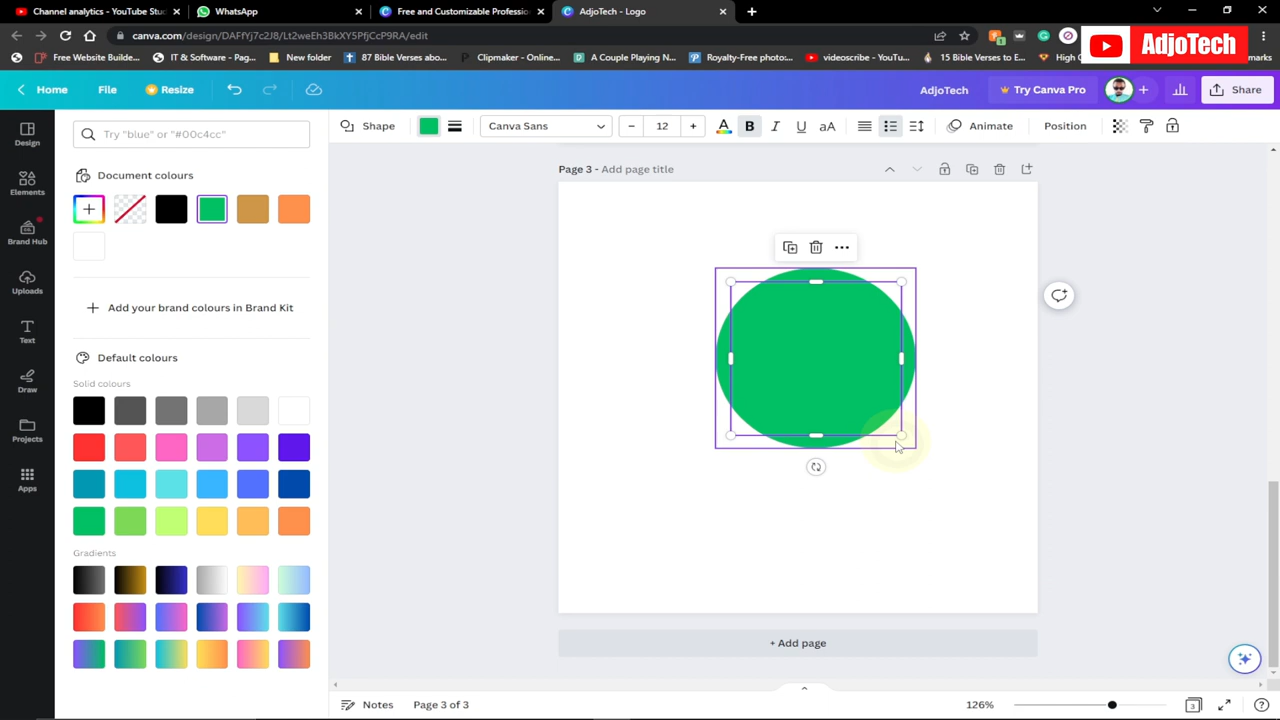 Channel analytics - YouTube Stud
WhatsApp
Free and Customizable Professio
AdjoTech - Logo
canva.com/design/DAFfYj7c2J8/Lt2weEh3BkXY5PfjCcP9RA/edit
Free Website Builde...
IT & Software - Pag...
New folder
87 Bible Verses abo...
Clipmaker - Online...
A Couple Playing N...
Royalty-Free photo...
videoscribe - YouTu...
15 Bible Verses to E...
High
marks
AdjoTech
Home
File
Resize
AdjoTech
Try Canva Pro
Share
Design
Elements
Brand Hub
Uploads
Text
Draw
Projects
Apps
Try "blue" or "#00c4cc"
Document colours
Add your brand colours in Brand Kit
Default colours
Solid colours
Gradients
Shape
Canva Sans
12
B
I
U
aA
Animate
Position
Page 3 - Add page title
+ Add page
Notes
Page 3 of 3
126%
3